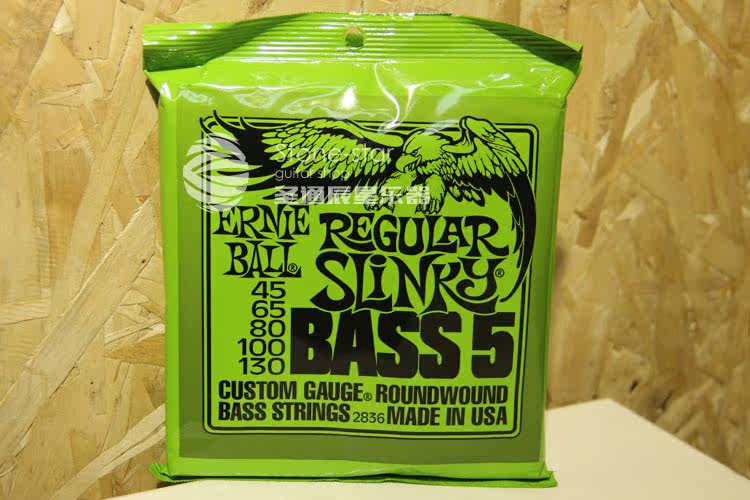 Stone-star
guitar shop
圣通辰星乐器
ERNIE
BALL®
REGULAR
SLINKY®
45
65
80
100
130
BASS 5
CUSTOM GAUGE® ROUNDWOUND
BASS STRINGS 2836 MADE IN USA